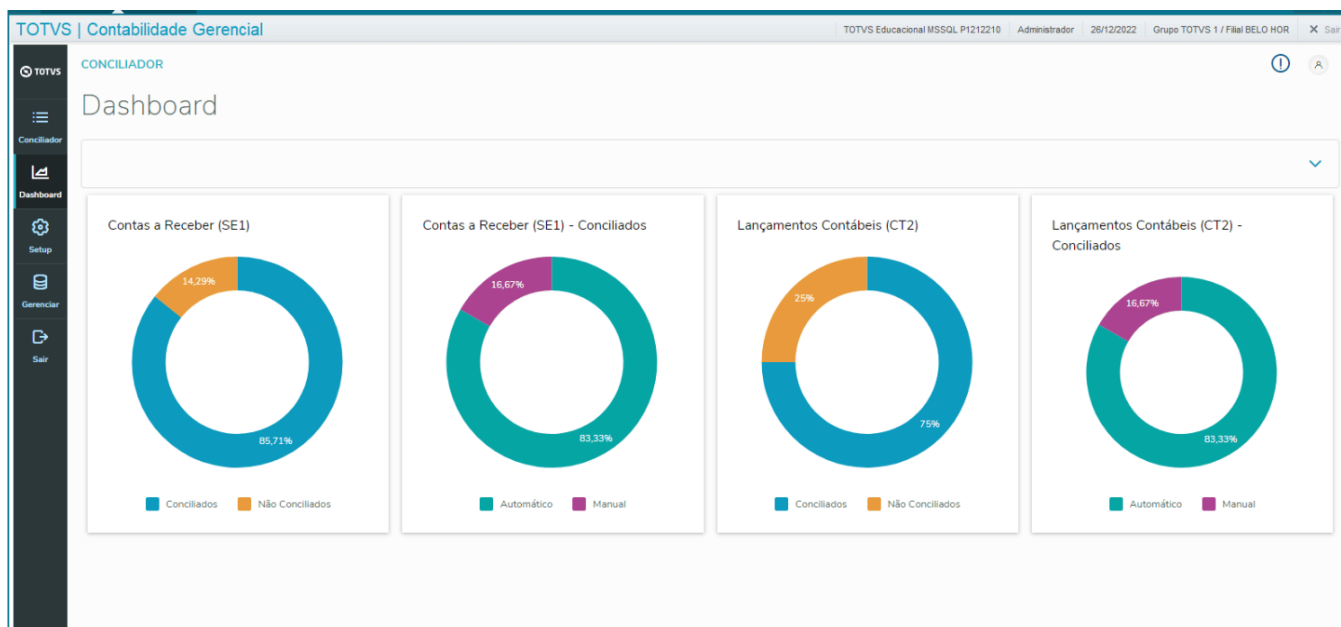 TOTVS | Contabilidade Gerencial
TOTVS Educacional MSSQL P1212210 Administrador 26/12/2022 Grupo TOTVS 1 / Filial BELO HOR X Sair
TOTVS
CONCILIADOR
Dashboard
Conciliador
Dashboard
Setup
Gerenciar
Sair
Contas a Receber (SE1)
14,29%
85,71%
Conciliados Não Conciliados
Contas a Receber (SE1) - Conciliados
16,67%
83,33%
Automático Manual
Lançamentos Contábeis (CT2)
25%
75%
Conciliados Não Conciliados
Lançamentos Contábeis (CT2) -
Conciliados
16,67%
83,33%
Automático Manual